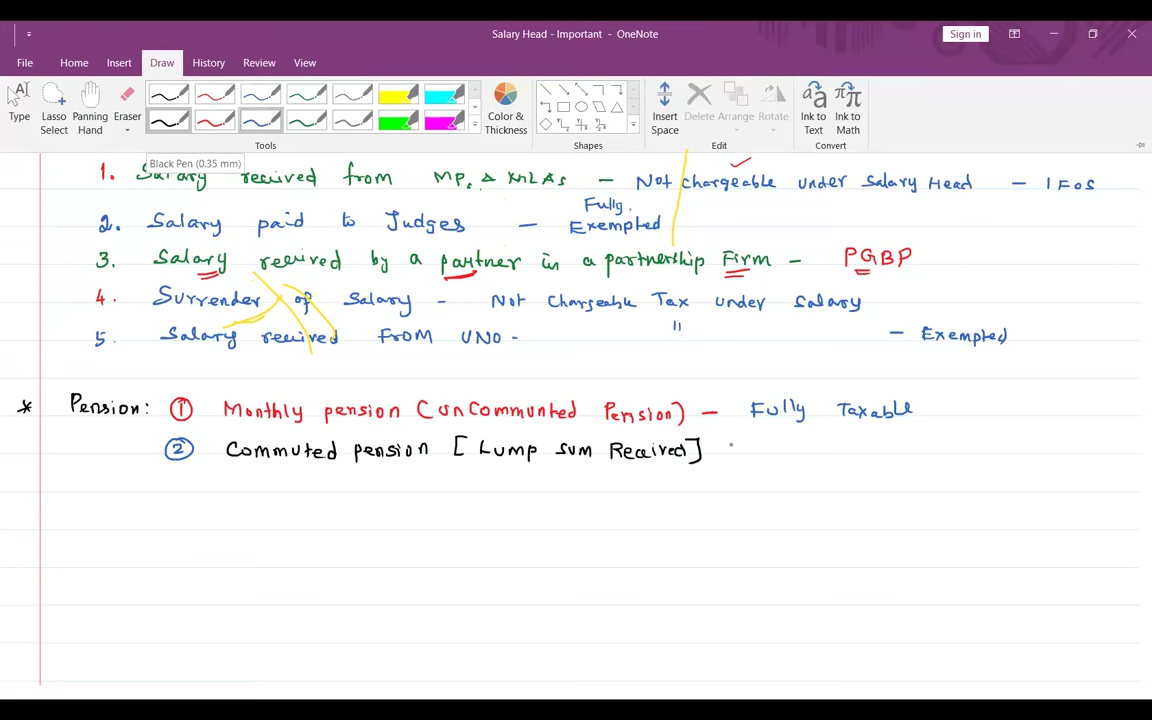 Salary Head - Important - OneNote
Sign in
File Home Insert Draw History Review View
Type Lasso Select Panning Hand Eraser Color & Thickness Insert Space Delete Arrange Rotate Ink to Text Ink to Math
Tools Shapes Edit Convert
Black Pen (0.35 mm)
1. Salary received from MPs & MLAs - Not chargeable under Salary Head - IFOS
2. Salary paid to Judges - Fully Exempted
3. Salary received by a partner in a partnership Firm - PGBP
4. Surrender of Salary - Not Chargeable Tax under Salary
5. Salary received FROM UNO - " - Exempted
* Pension: ① Monthly pension (unCommunted Pension) - Fully Taxable
② Commuted pension [Lump sum Received]